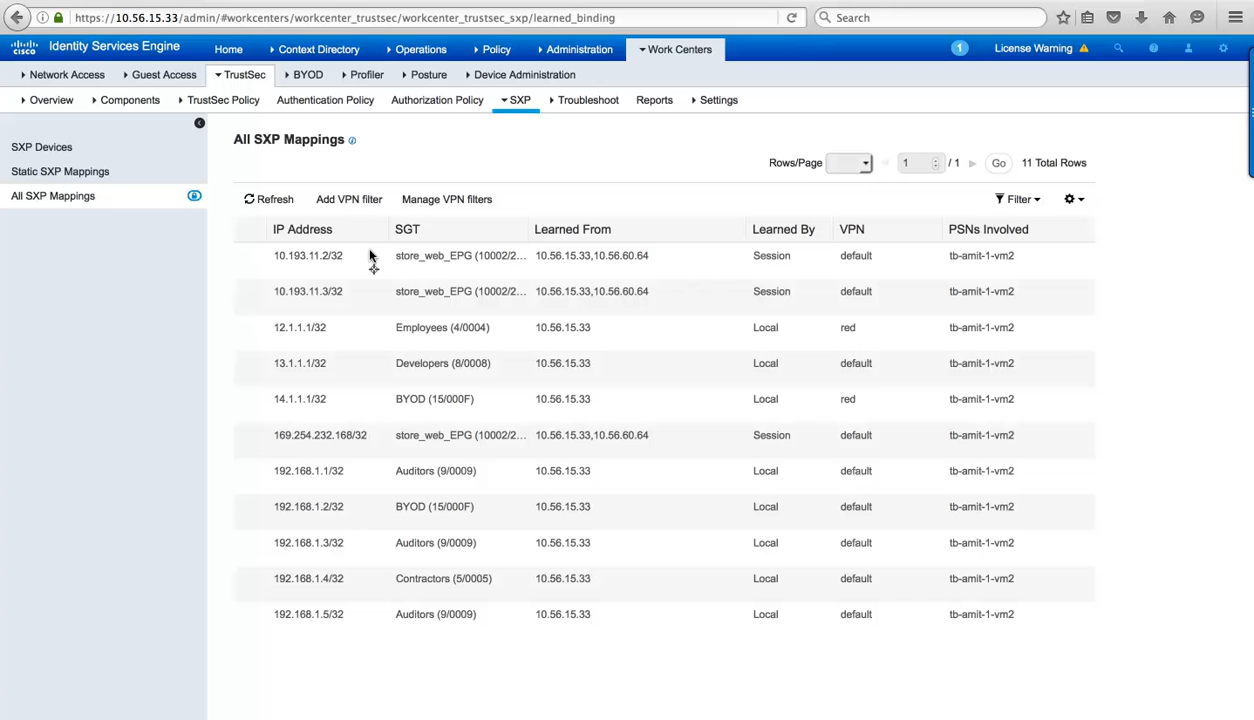 https://10.56.15.33/admin/#workcenters/workcenter_trustsec/workcenter_trustsec_sxp/learned_binding Search
cisco Identity Services Engine Home Context Directory Operations Policy Administration Work Centers 1 License Warning
Network Access Guest Access TrustSec BYOD Profiler Posture Device Administration
Overview Components TrustSec Policy Authentication Policy Authorization Policy SXP Troubleshoot Reports Settings
SXP Devices
Static SXP Mappings
All SXP Mappings
All SXP Mappings
Rows/Page 1 / 1 Go 11 Total Rows
Refresh Add VPN filter Manage VPN filters Filter
IP Address SGT Learned From Learned By VPN PSNs Involved
10.193.11.2/32 store_web_EPG (10002/2... 10.56.15.33,10.56.60.64 Session default tb-amit-1-vm2
10.193.11.3/32 store_web_EPG (10002/2... 10.56.15.33,10.56.60.64 Session default tb-amit-1-vm2
12.1.1.1/32 Employees (4/0004) 10.56.15.33 Local red tb-amit-1-vm2
13.1.1.1/32 Developers (8/0008) 10.56.15.33 Local default tb-amit-1-vm2
14.1.1.1/32 BYOD (15/000F) 10.56.15.33 Local red tb-amit-1-vm2
169.254.232.168/32 store_web_EPG (10002/2... 10.56.15.33,10.56.60.64 Session default tb-amit-1-vm2
192.168.1.1/32 Auditors (9/0009) 10.56.15.33 Local default tb-amit-1-vm2
192.168.1.2/32 BYOD (15/000F) 10.56.15.33 Local default tb-amit-1-vm2
192.168.1.3/32 Auditors (9/0009) 10.56.15.33 Local default tb-amit-1-vm2
192.168.1.4/32 Contractors (5/0005) 10.56.15.33 Local default tb-amit-1-vm2
192.168.1.5/32 Auditors (9/0009) 10.56.15.33 Local default tb-amit-1-vm2